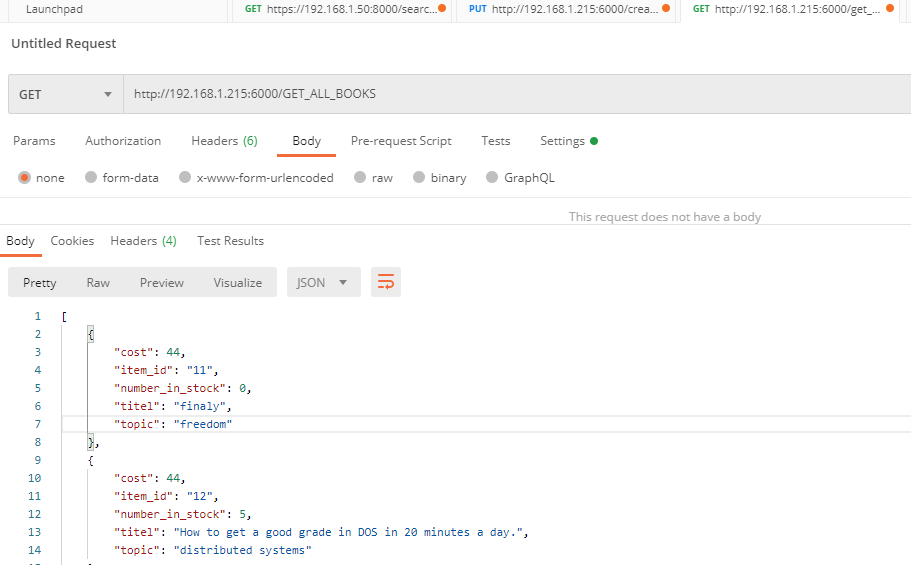 Launchpad GET https://192.168.1.50:8000/searc... PUT http://192.168.1.215:6000/crea... GET http://192.168.1.215:6000/get_...
Untitled Request
GET http://192.168.1.215:6000/GET_ALL_BOOKS
Params Authorization Headers (6) Body Pre-request Script Tests Settings
none form-data x-www-form-urlencoded raw binary GraphQL
This request does not have a body
Body Cookies Headers (4) Test Results
Pretty Raw Preview Visualize JSON
1 [
2 {
3 "cost": 44,
4 "item_id": "11",
5 "number_in_stock": 0,
6 "titel": "finaly",
7 "topic": "freedom"
8 },
9 {
10 "cost": 44,
11 "item_id": "12",
12 "number_in_stock": 5,
13 "titel": "How to get a good grade in DOS in 20 minutes a day.",
14 "topic": "distributed systems"